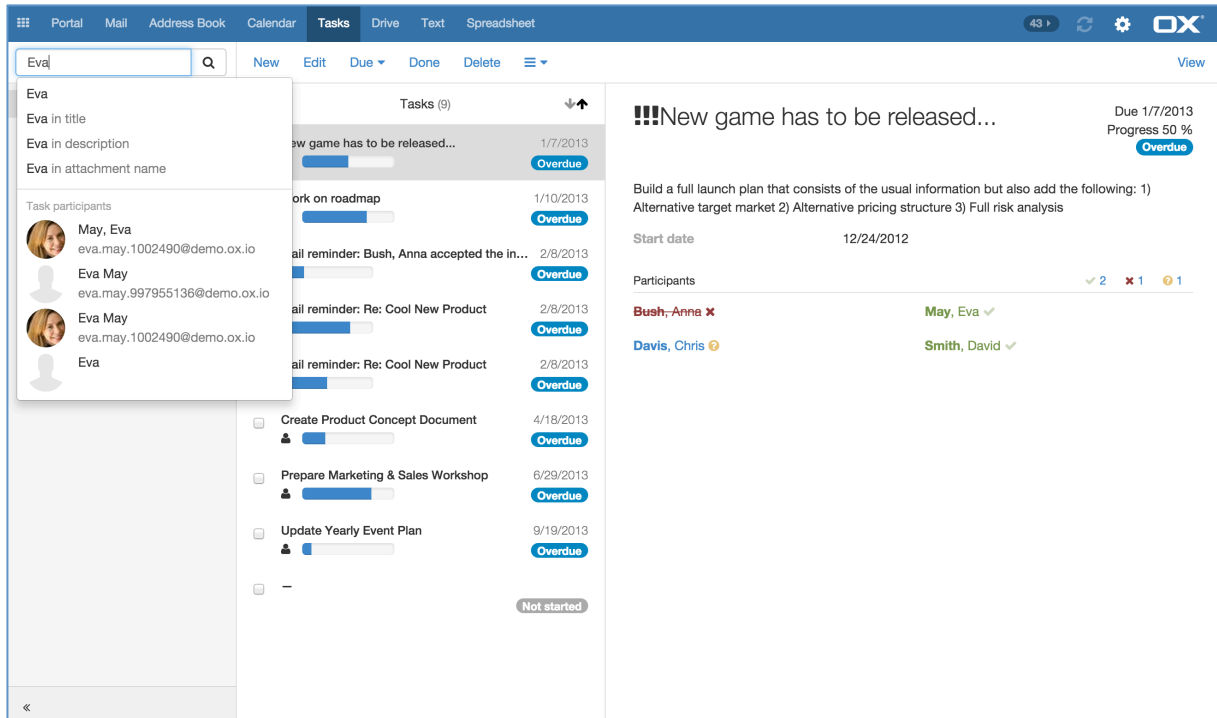 Portal Mail Address Book Calendar Tasks Drive Text Spreadsheet 43 OX
Eva
New Edit Due Done Delete View
Eva
Eva in title
Eva in description
Eva in attachment name
Task participants
May, Eva
eva.may.1002490@demo.ox.io
Eva May
eva.may.997955136@demo.ox.io
Eva May
eva.may.1002490@demo.ox.io
Eva
«
Tasks (9)
ew game has to be released... 1/7/2013
Overdue
ork on roadmap 1/10/2013
Overdue
ail reminder: Bush, Anna accepted the in... 2/8/2013
Overdue
ail reminder: Re: Cool New Product 2/8/2013
Overdue
ail reminder: Re: Cool New Product 2/8/2013
Overdue
Create Product Concept Document 4/18/2013
Overdue
Prepare Marketing & Sales Workshop 6/29/2013
Overdue
Update Yearly Event Plan 9/19/2013
Overdue
–
Not started
!!!New game has to be released...
Due 1/7/2013
Progress 50 %
Overdue
Build a full launch plan that consists of the usual information but also add the following: 1)
Alternative target market 2) Alternative pricing structure 3) Full risk analysis
Start date 12/24/2012
Participants ✓ 2 ✖ 1 ? 1
Bush, Anna ✖ May, Eva ✓
Davis, Chris ? Smith, David ✓